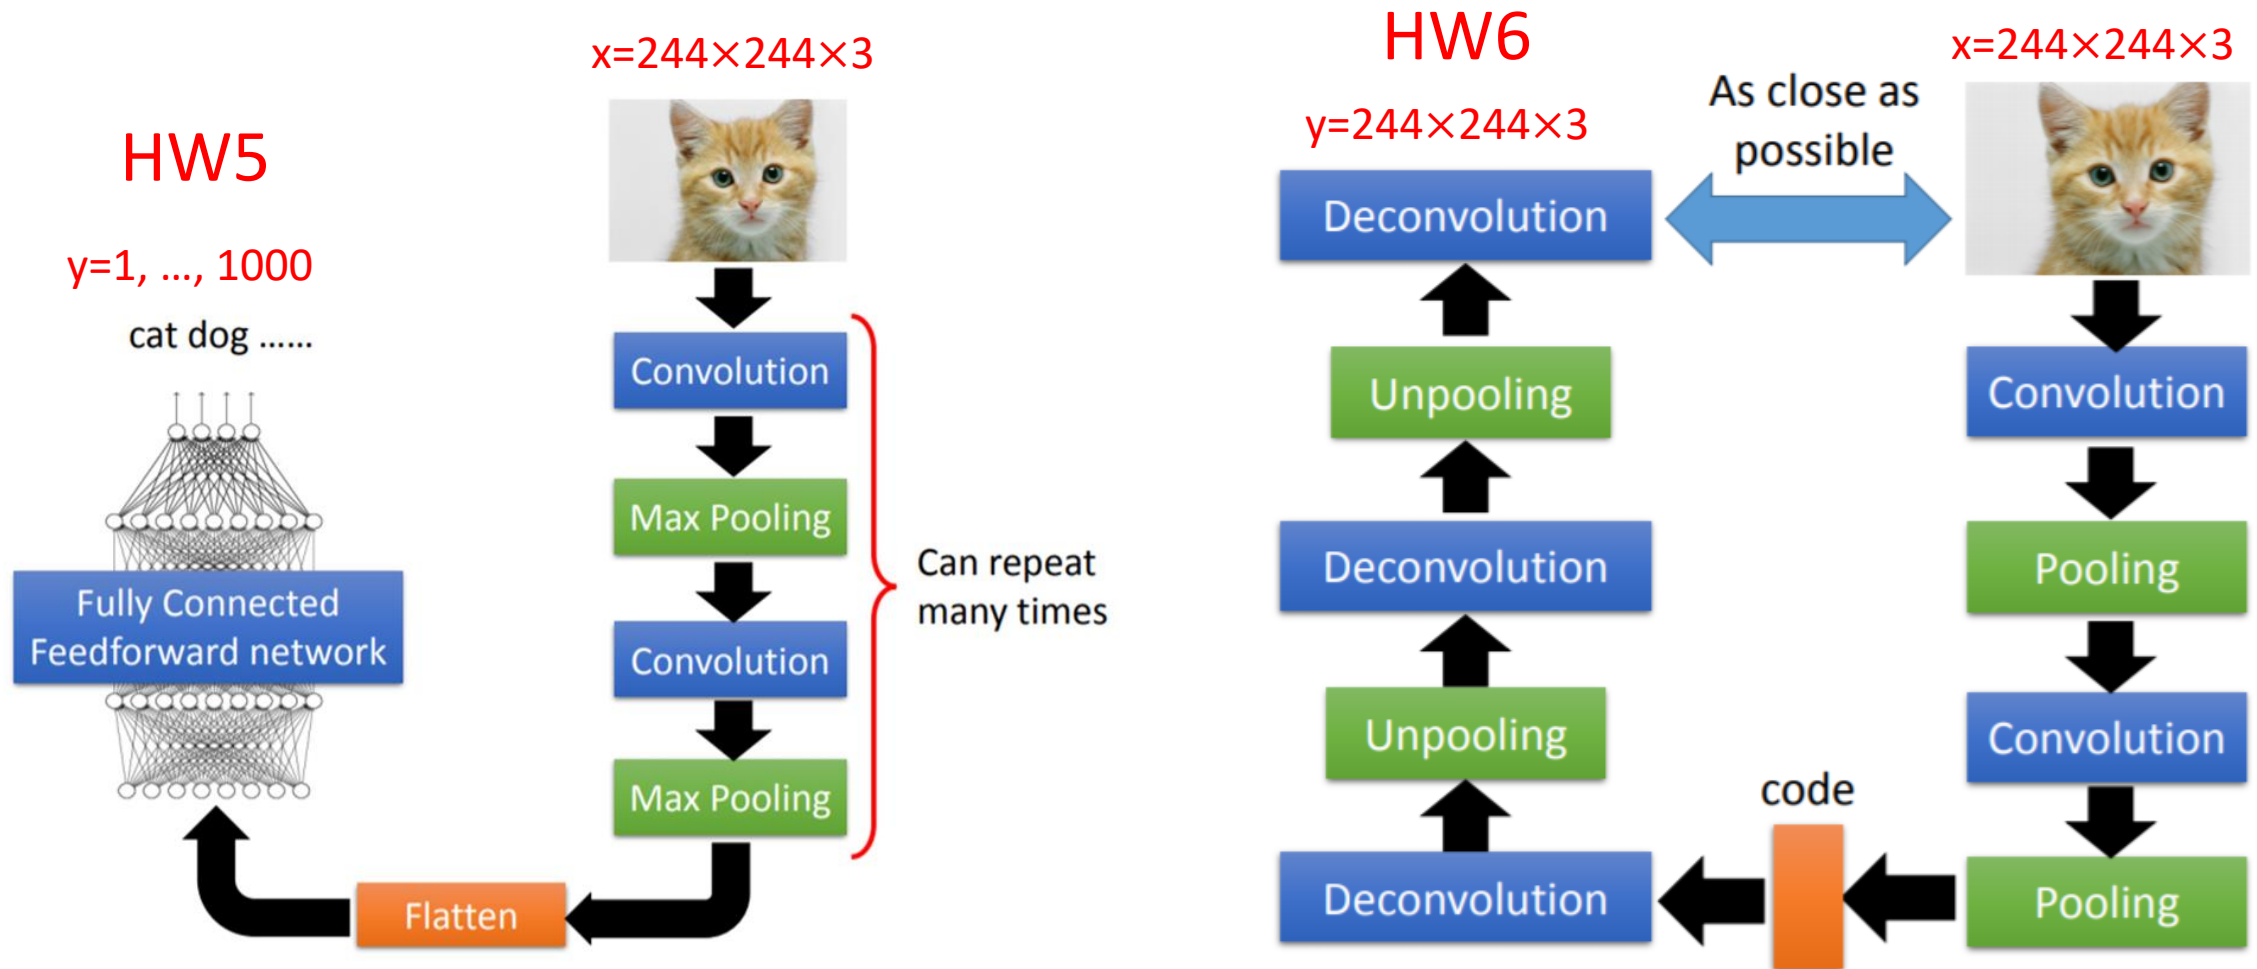 HW5
y=1, ..., 1000
cat dog ......
Fully Connected
Feedforward network
x=244×244×3
Convolution
Max Pooling
Convolution
Max Pooling
Flatten
Can repeat
many times
HW6
y=244×244×3
Deconvolution
Unpooling
Deconvolution
Unpooling
Deconvolution
As close as
possible
code
x=244×244×3
Convolution
Pooling
Convolution
Pooling